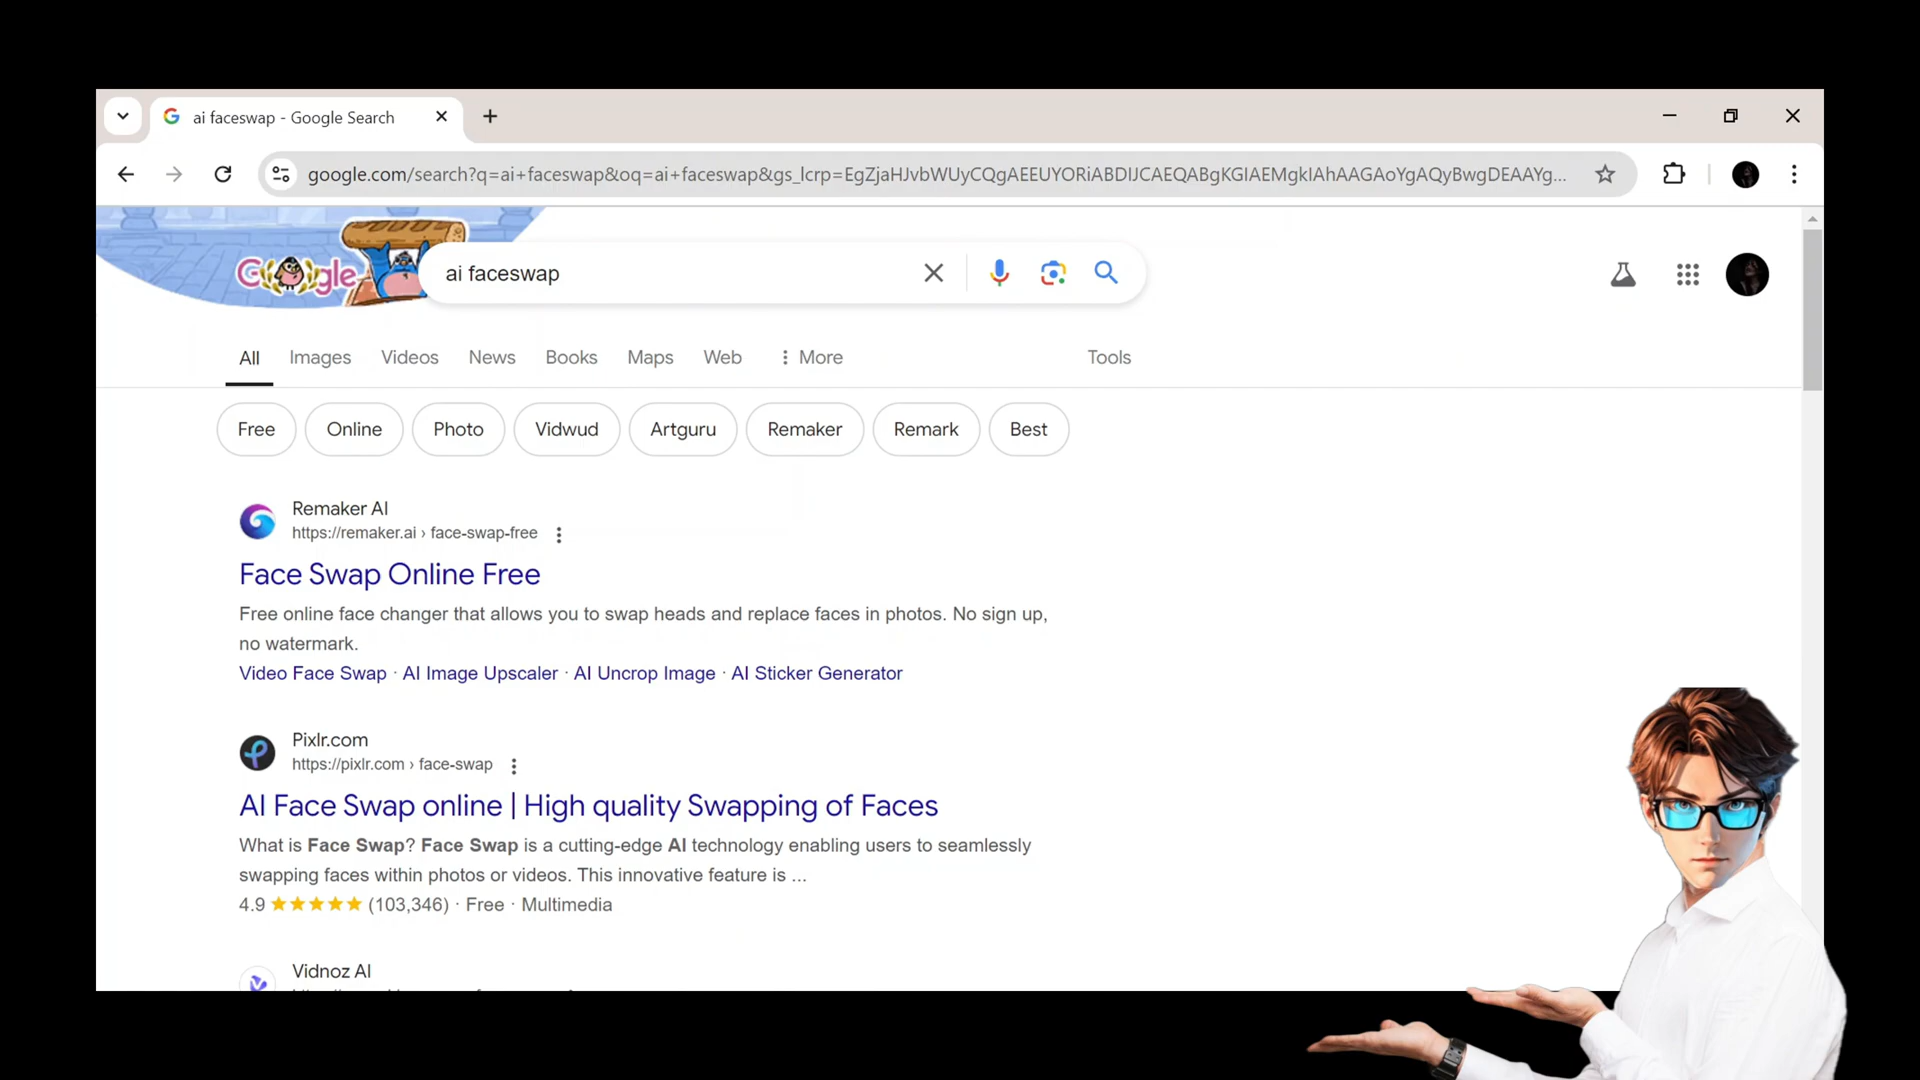 ai faceswap - Google Search
google.com/search?q=ai+faceswap&oq=ai+faceswap&gs_lcrp=EgZjaHJvbWUyCQgAEEUYORiABDIJCAEQABgKGIAEMgkIAhAAGAoYgAQyBwgDEAAYg...
Google
ai faceswap
All Images Videos News Books Maps Web More Tools
Free Online Photo Vidwud Artguru Remaker Remark Best
Remaker AI
https://remaker.ai › face-swap-free
Face Swap Online Free
Free online face changer that allows you to swap heads and replace faces in photos. No sign up,
no watermark.
Video Face Swap · AI Image Upscaler · AI Uncrop Image · AI Sticker Generator
Pixlr.com
https://pixlr.com › face-swap
AI Face Swap online | High quality Swapping of Faces
What is Face Swap? Face Swap is a cutting-edge AI technology enabling users to seamlessly
swapping faces within photos or videos. This innovative feature is ...
4.9 ★★★★★ (103,346) · Free · Multimedia
Vidnoz AI